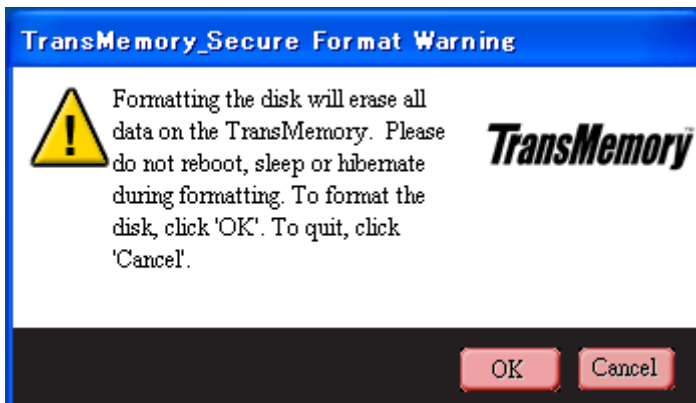 TransMemory_Secure Format Warning
Formatting the disk will erase all
data on the TransMemory. Please
do not reboot, sleep or hibernate
during formatting. To format the
disk, click 'OK'. To quit, click
'Cancel'.
TransMemory™
OK
Cancel